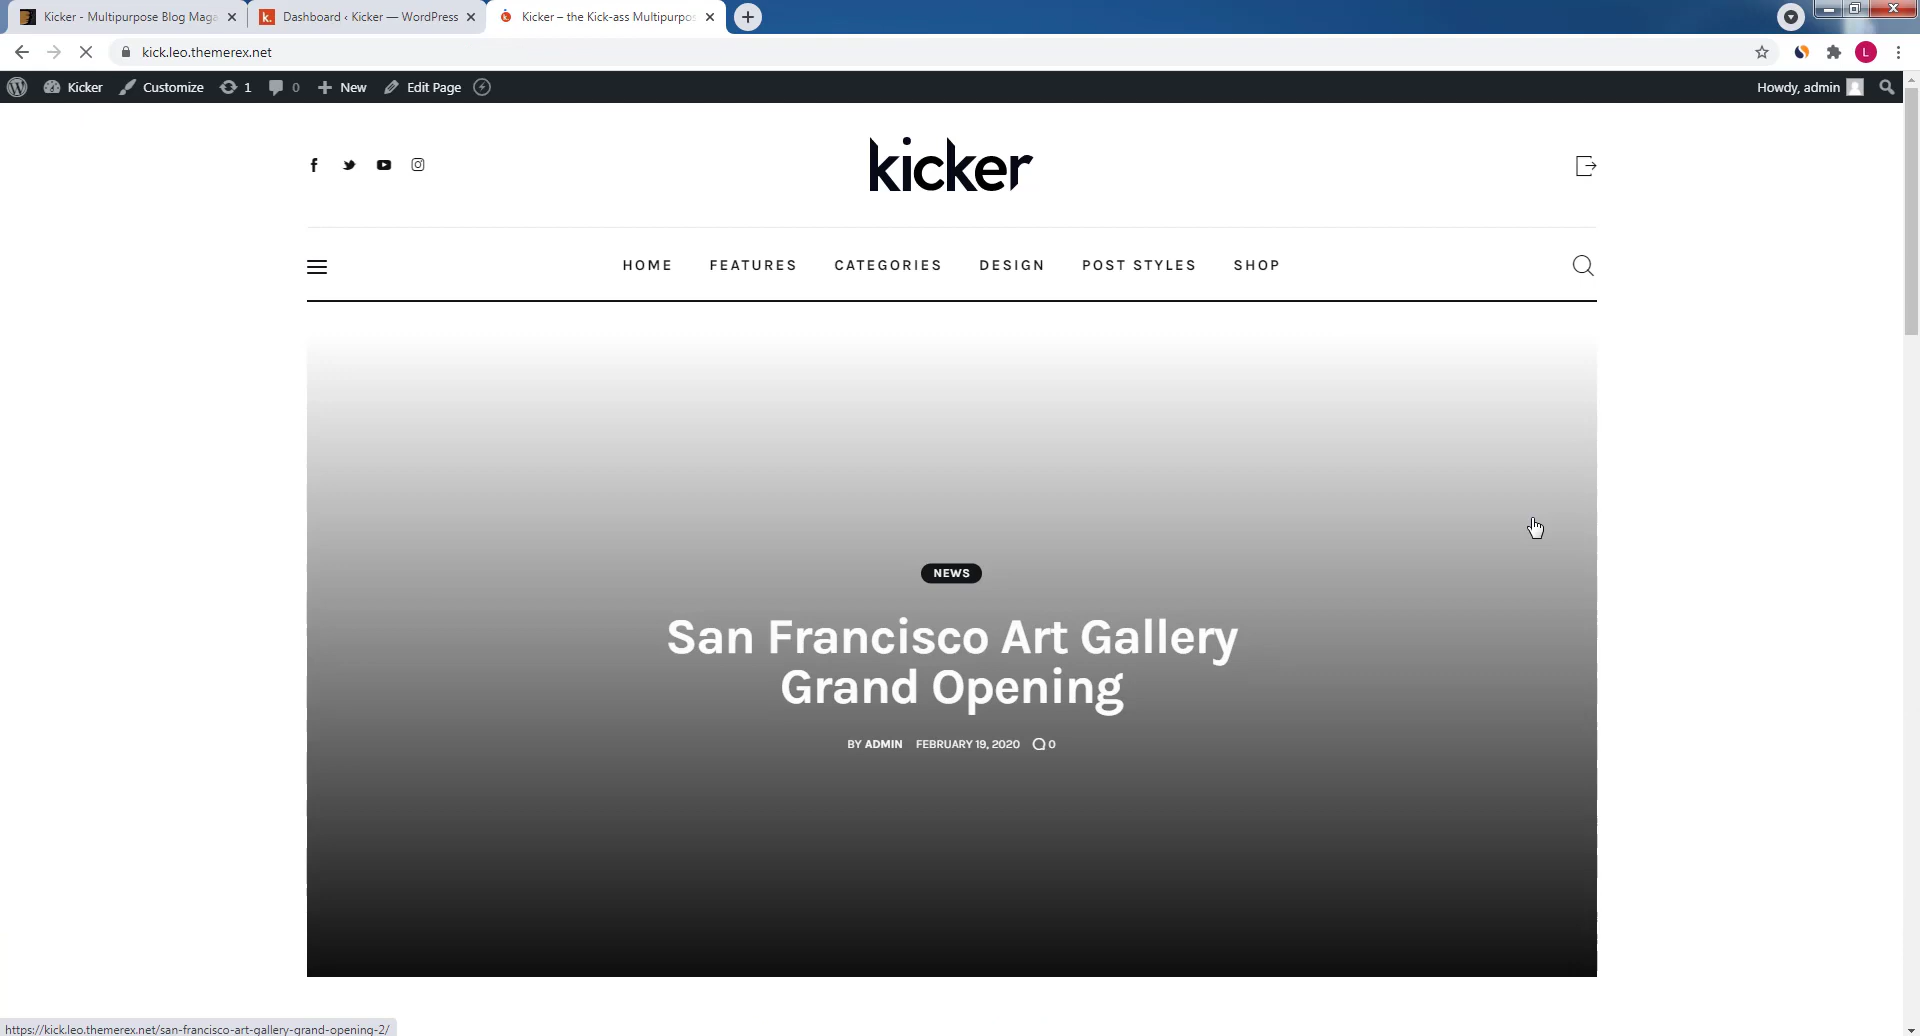 Kicker - Multipurpose Blog Maga
Dashboard ‹ Kicker — WordPress
Kicker – the Kick-ass Multipurpos
kick.leo.themerex.net
L
Kicker
Customize
1
0
New
Edit Page
Howdy, admin
kicker
HOME
FEATURES
CATEGORIES
DESIGN
POST STYLES
SHOP
NEWS
San Francisco Art Gallery
Grand Opening
BY ADMIN FEBRUARY 19, 2020 0
https://kick.leo.themerex.net/san-francisco-art-gallery-grand-opening-2/